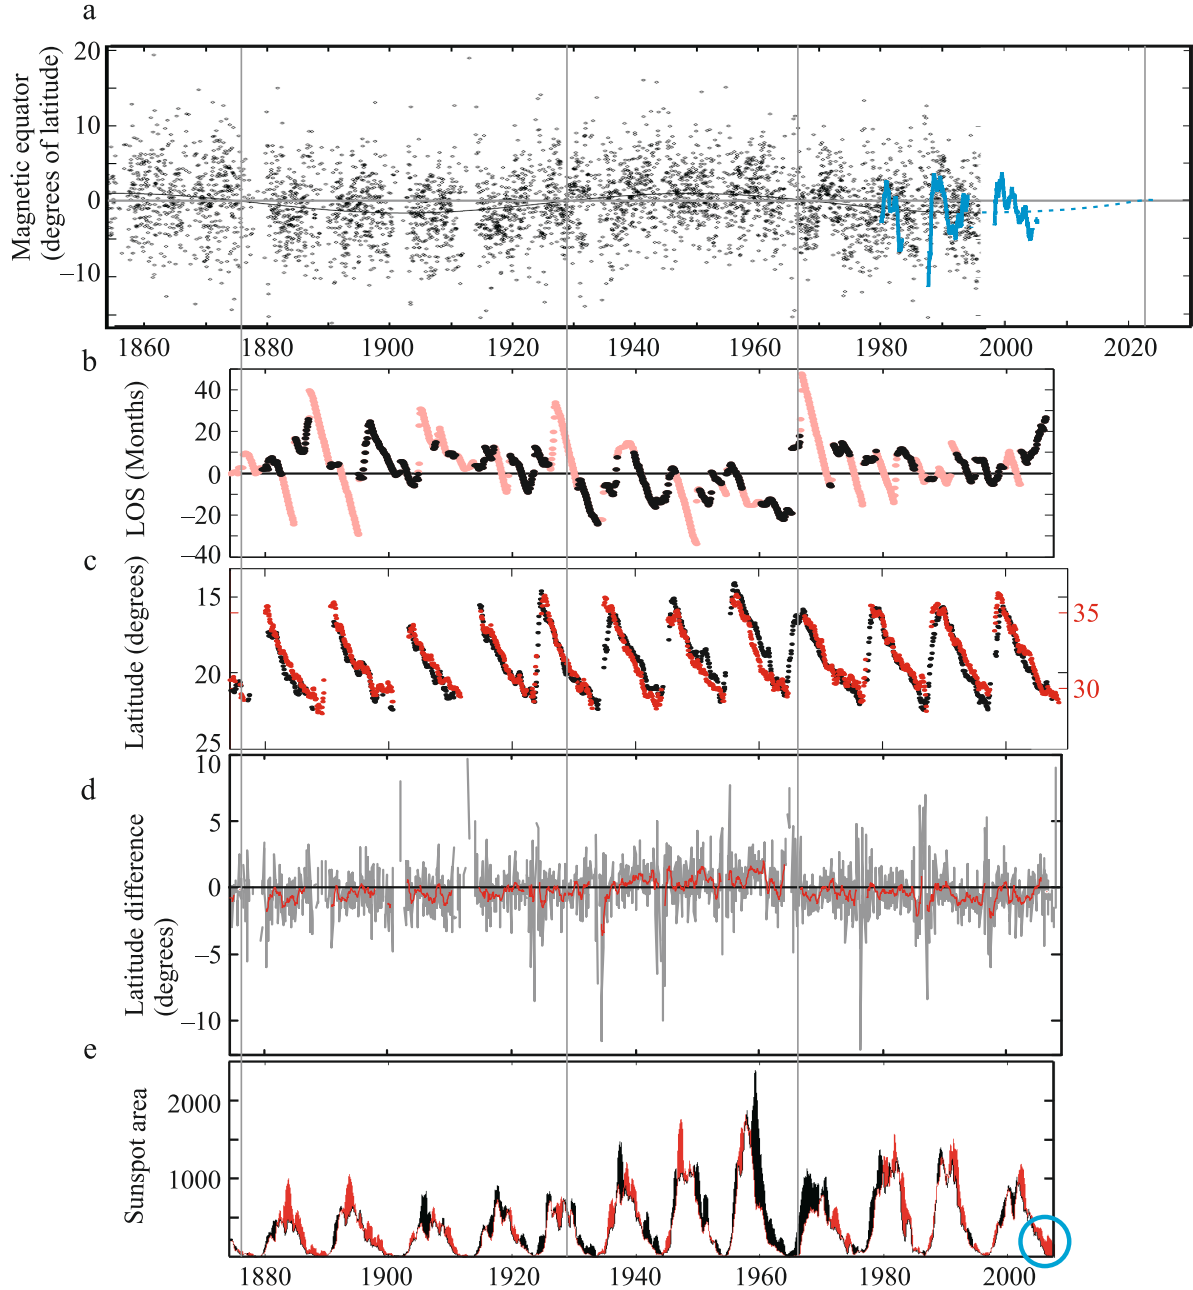 a
Magnetic equator
(degrees of latitude)
20
10
0
–10
1860 1880 1900 1920 1940 1960 1980 2000 2020
b
LOS (Months)
40
20
0
–20
–40
c
Latitude (degrees)
15
20
25
35
30
d
Latitude difference
(degrees)
10
5
0
–5
–10
e
Sunspot area
2000
1000
1880 1900 1920 1940 1960 1980 2000